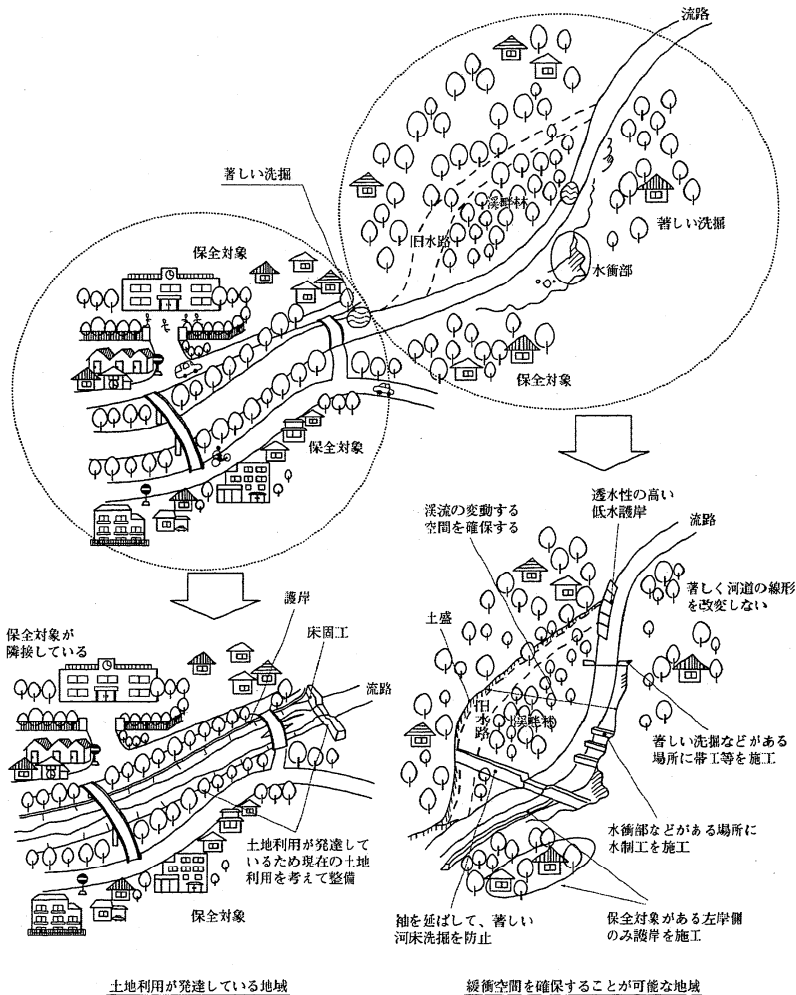 流路
著しい洗掘
渓畔林
著しい洗掘
旧水路
保全対象
水衝部
保全対象
保全対象
透水性の高い
低水護岸
渓流の変動する
空間を確保する
流路
著しく河道の線形
を改変しない
護岸
土盛
床固工
保全対象が
隣接している
流路
旧水路
渓畔林
著しい洗掘などがある
場所に帯工等を施工
水衝部などがある場所に
水制工を施工
土地利用が発達して
いるため現在の土地
利用を考えて整備
保全対象
袖を延ばして、著しい
河床洗掘を防止
保全対象がある左岸側
のみ護岸を施工
土地利用が発達している地域
緩衝空間を確保することが可能な地域